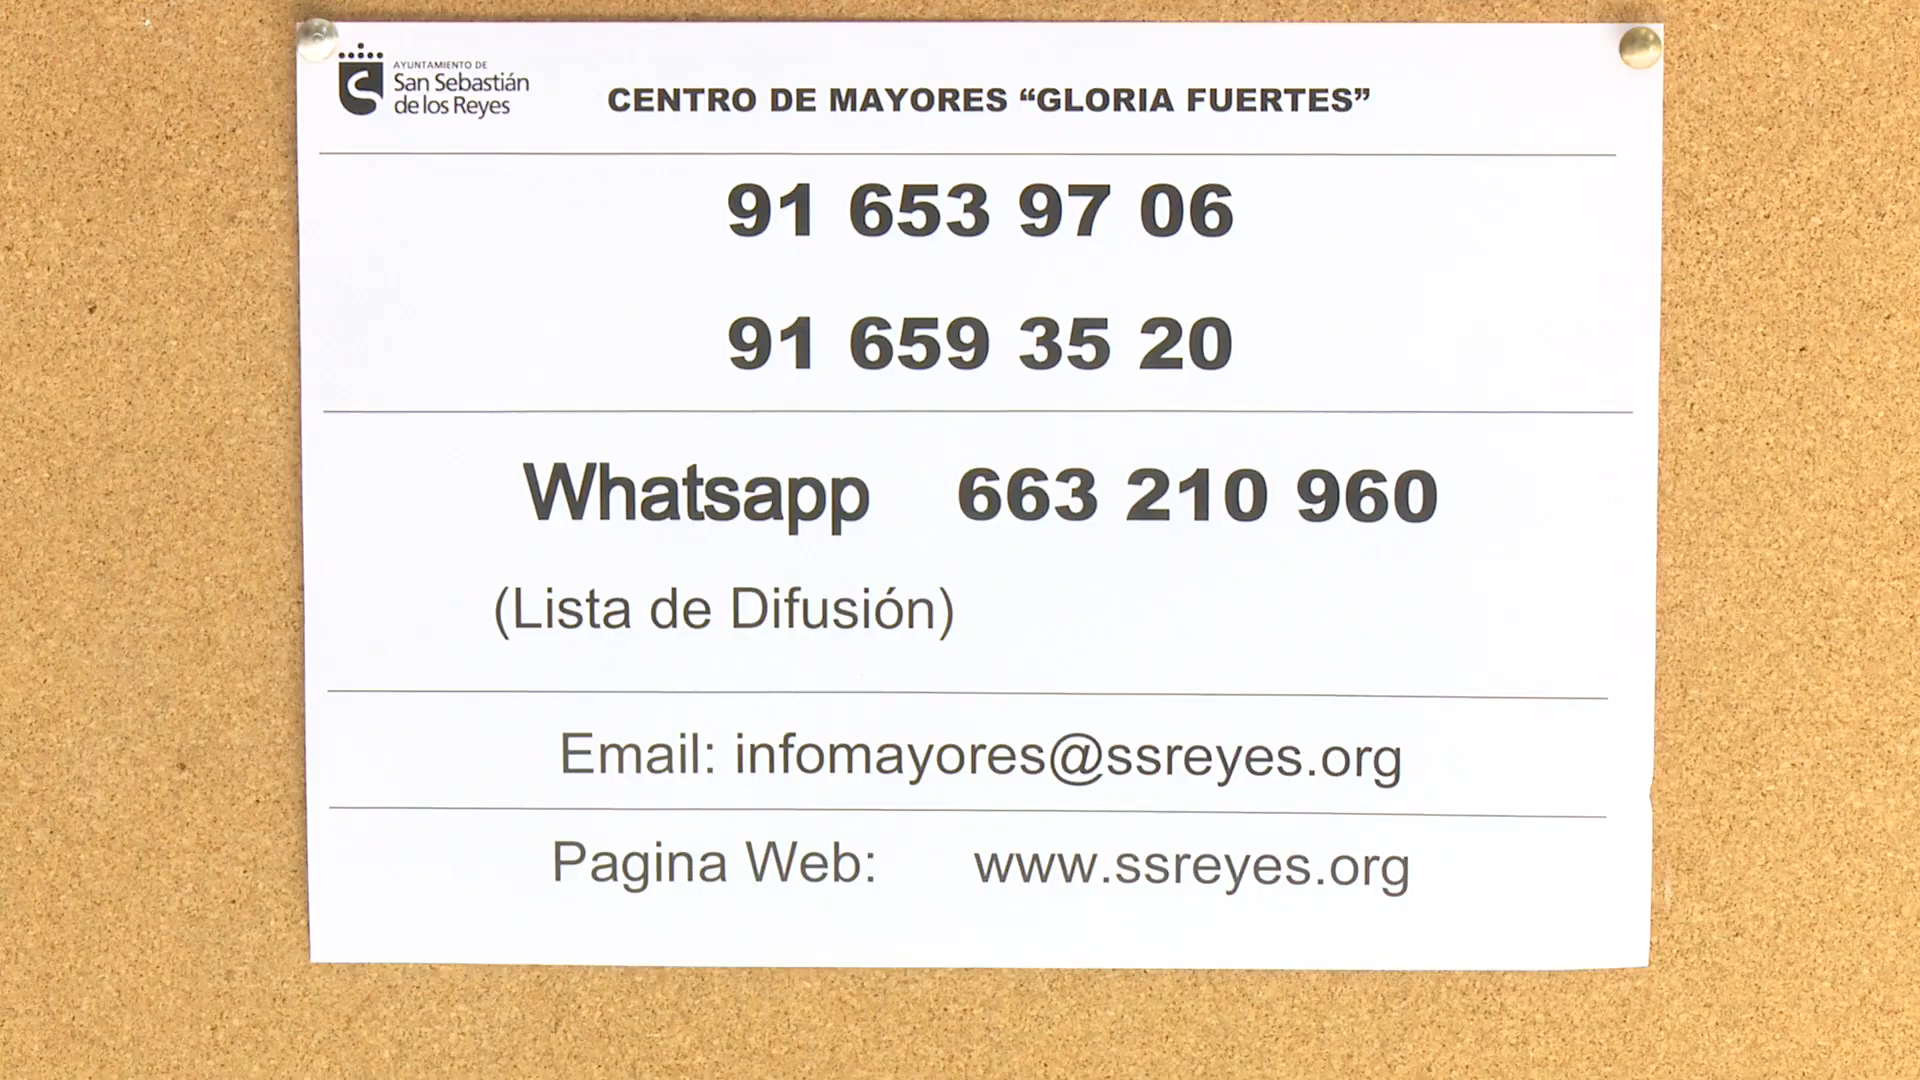 AYUNTAMIENTO DE
San Sebastián
de los Reyes
CENTRO DE MAYORES “GLORIA FUERTES”
91 653 97 06
91 659 35 20
Whatsapp 663 210 960
(Lista de Difusión)
Email: infomayores@ssreyes.org
Pagina Web: www.ssreyes.org